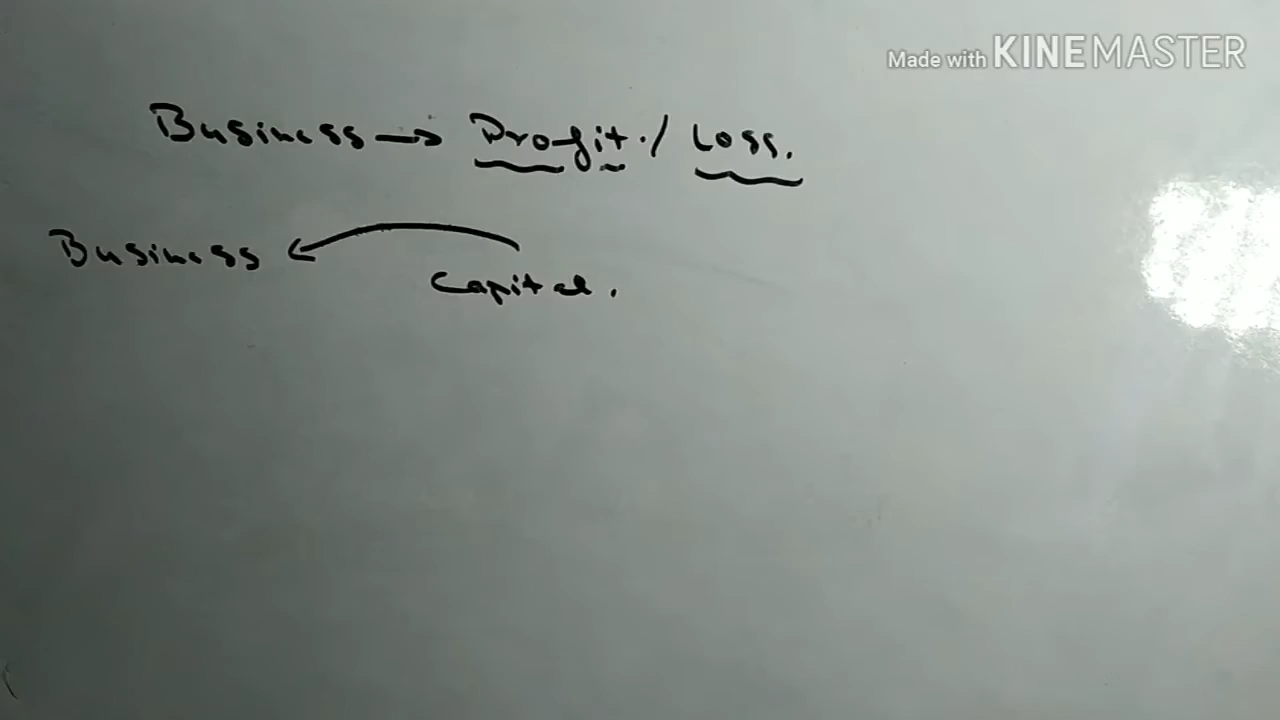 Made with KINEMASTER
Business → Profit. / Loss.
Business ← Capital.